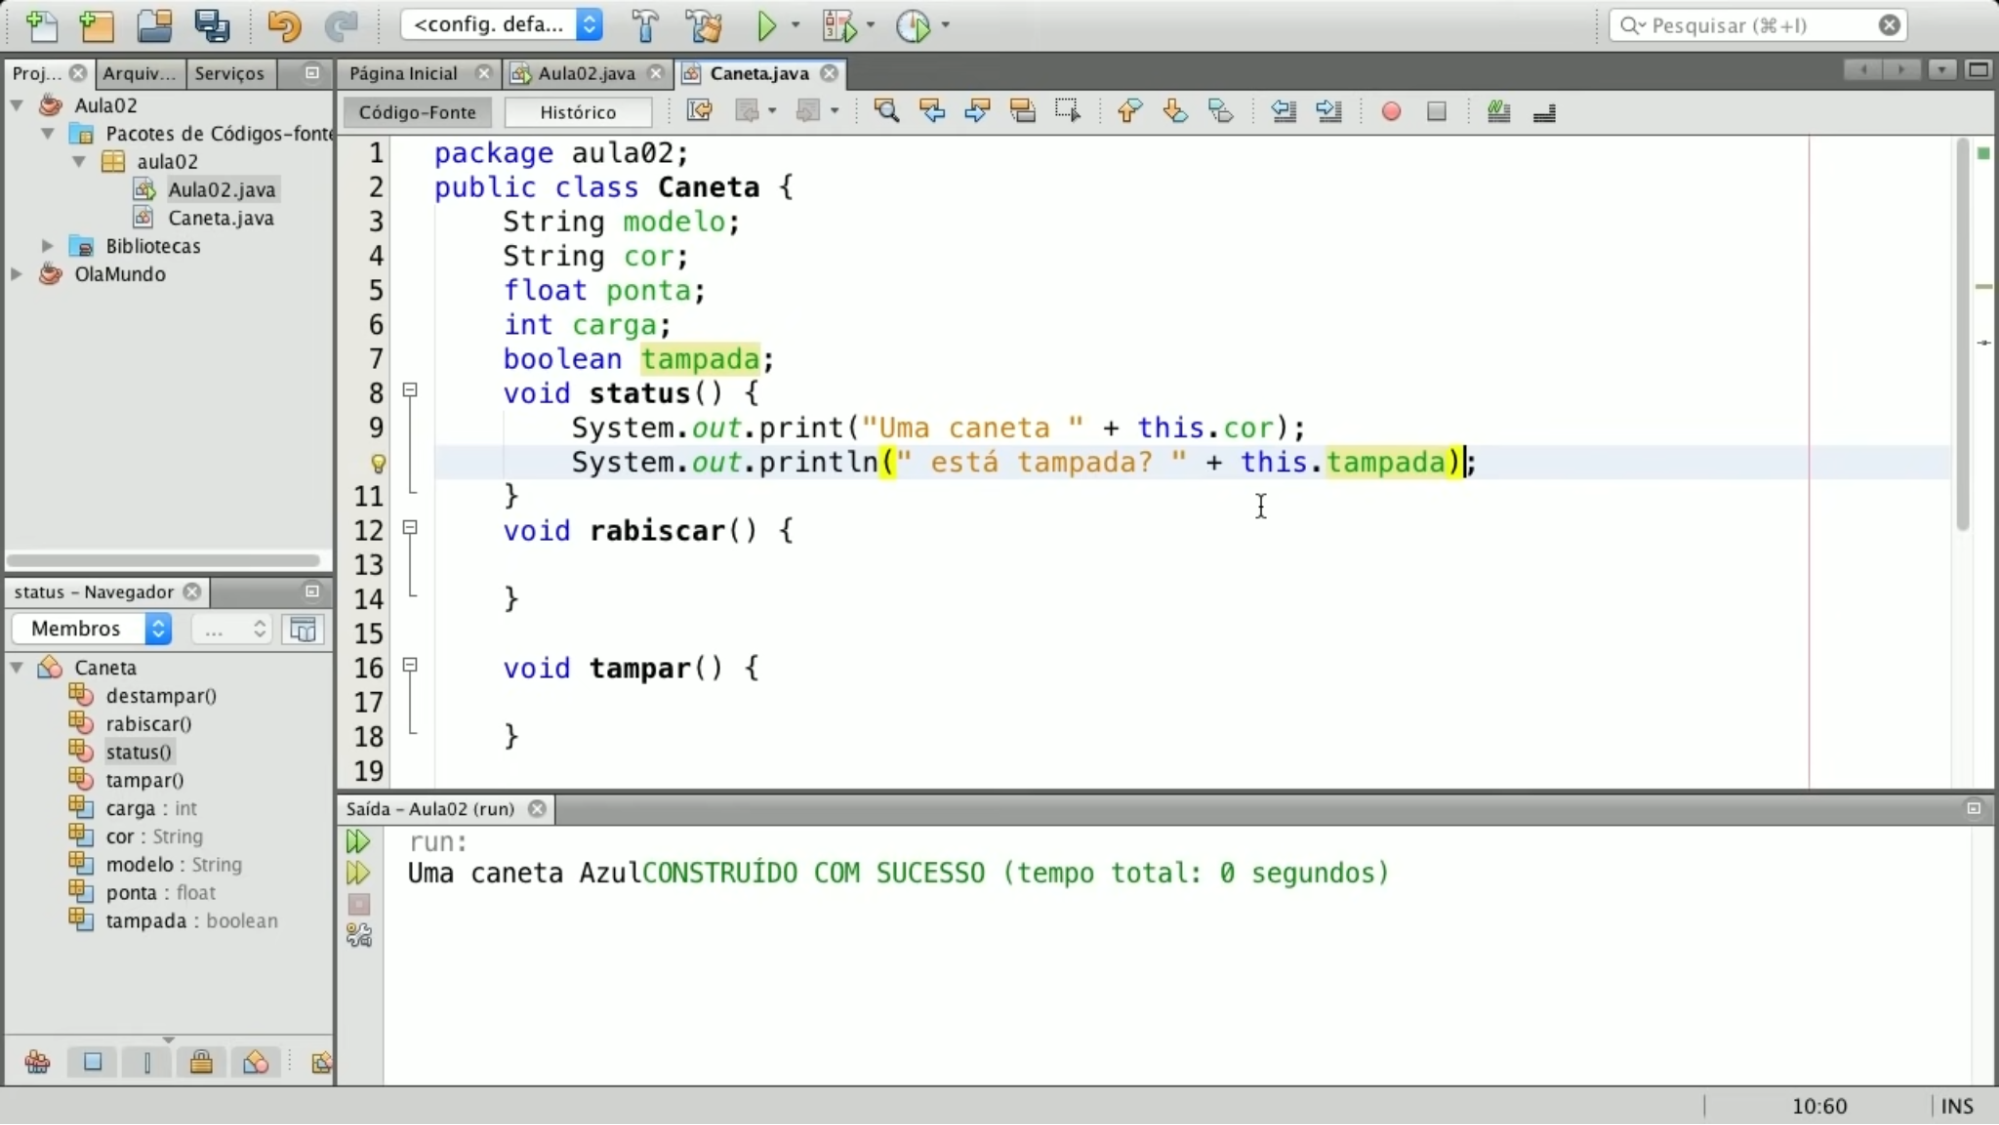 <config. defa...
Pesquisar (⌘+I)
Proj...
Arquiv...
Serviços
Página Inicial
Aula02.java
Caneta.java
Código-Fonte
Histórico
Aula02
Pacotes de Códigos-fonte
aula02
Aula02.java
Caneta.java
Bibliotecas
OlaMundo
1 package aula02;
2 public class Caneta {
3 String modelo;
4 String cor;
5 float ponta;
6 int carga;
7 boolean tampada;
8 void status() {
9 System.out.print("Uma caneta " + this.cor);
System.out.println(" está tampada? " + this.tampada);
11 }
12 void rabiscar() {
13
14 }
15
16 void tampar() {
17
18 }
19
status – Navegador
Membros
...
Caneta
destampar()
rabiscar()
status()
tampar()
carga : int
cor : String
modelo : String
ponta : float
tampada : boolean
Saída – Aula02 (run)
run:
Uma caneta AzulCONSTRUÍDO COM SUCESSO (tempo total: 0 segundos)
10:60
INS